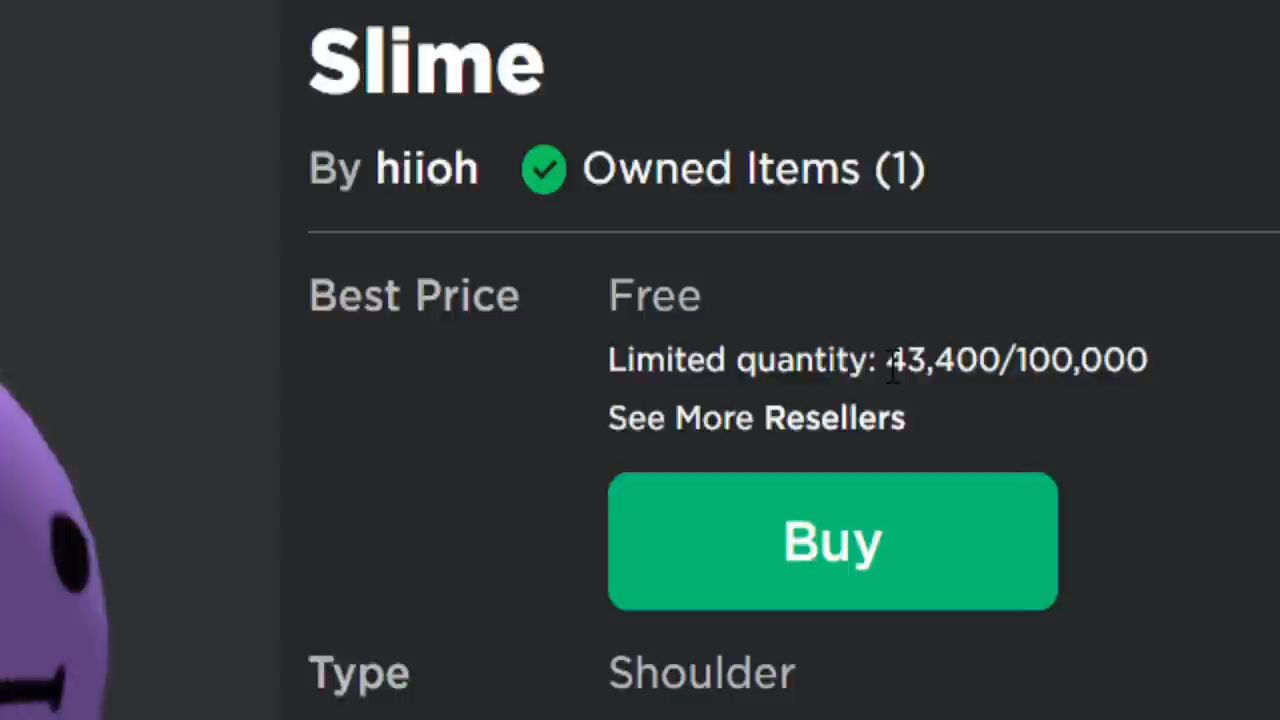 Slime
By hiioh Owned Items (1)
Best Price Free
Limited quantity: 43,400/100,000
See More Resellers
Buy
Type Shoulder